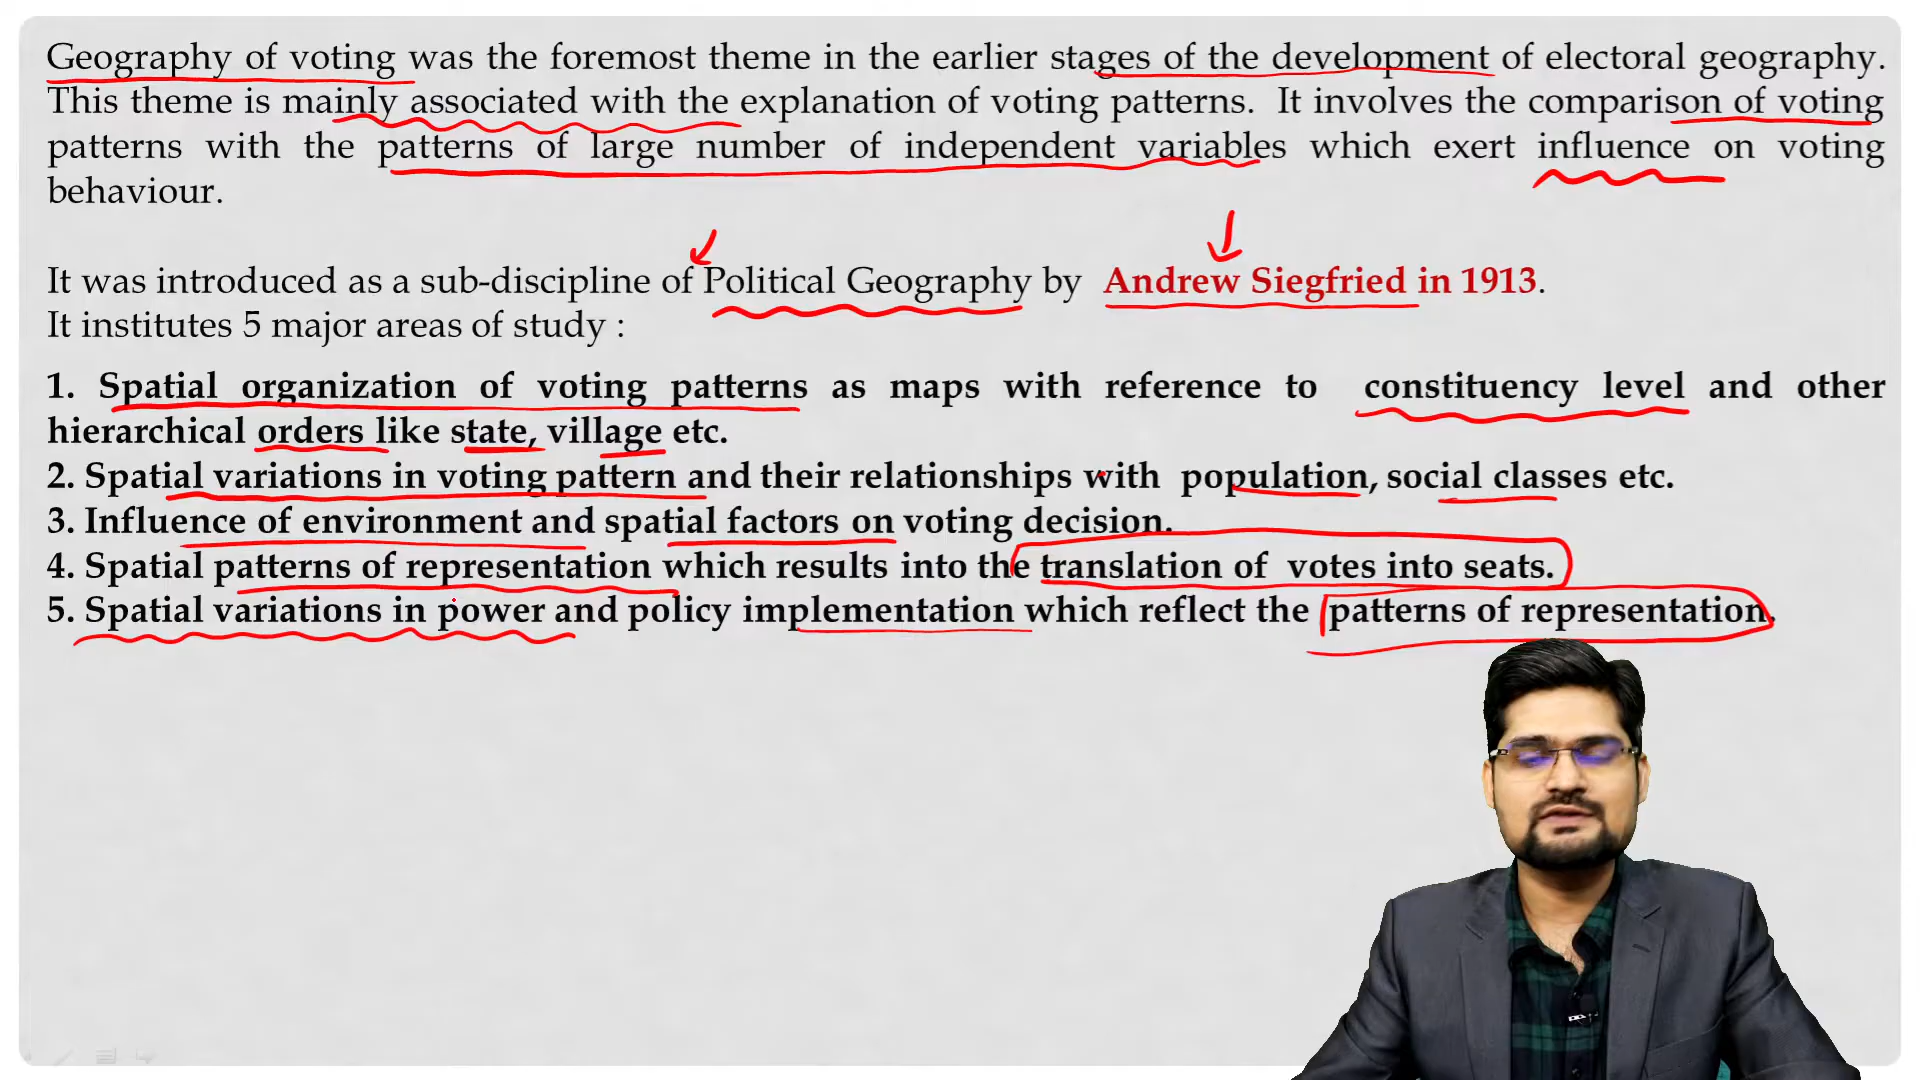 Geography of voting was the foremost theme in the earlier stages of the development of electoral geography.
This theme is mainly associated with the explanation of voting patterns. It involves the comparison of voting
patterns with the patterns of large number of independent variables which exert influence on voting
behaviour.
It was introduced as a sub-discipline of Political Geography by Andrew Siegfried in 1913.
It institutes 5 major areas of study :
1. Spatial organization of voting patterns as maps with reference to constituency level and other
hierarchical orders like state, village etc.
2. Spatial variations in voting pattern and their relationships with population, social classes etc.
3. Influence of environment and spatial factors on voting decision.
4. Spatial patterns of representation which results into the translation of votes into seats.
5. Spatial variations in power and policy implementation which reflect the patterns of representation.